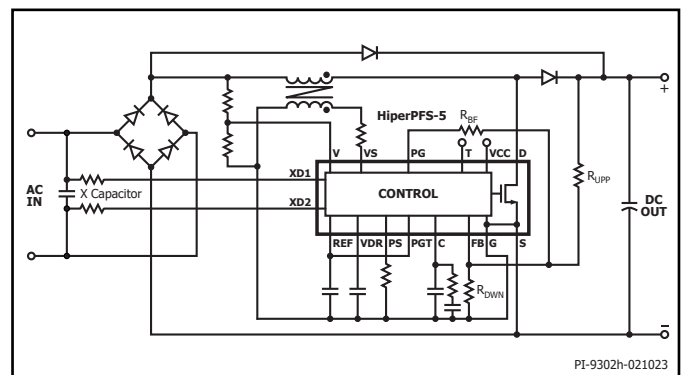 +
HiperPFS-5
R_BF
V
VS
PG
T
VCC
D
R_UPP
XD1
AC
IN
X Capacitor
CONTROL
DC
OUT
XD2
REF
VDR
PS
PGT
C
FB
G
S
R_DWN
−
PI-9302h-021023